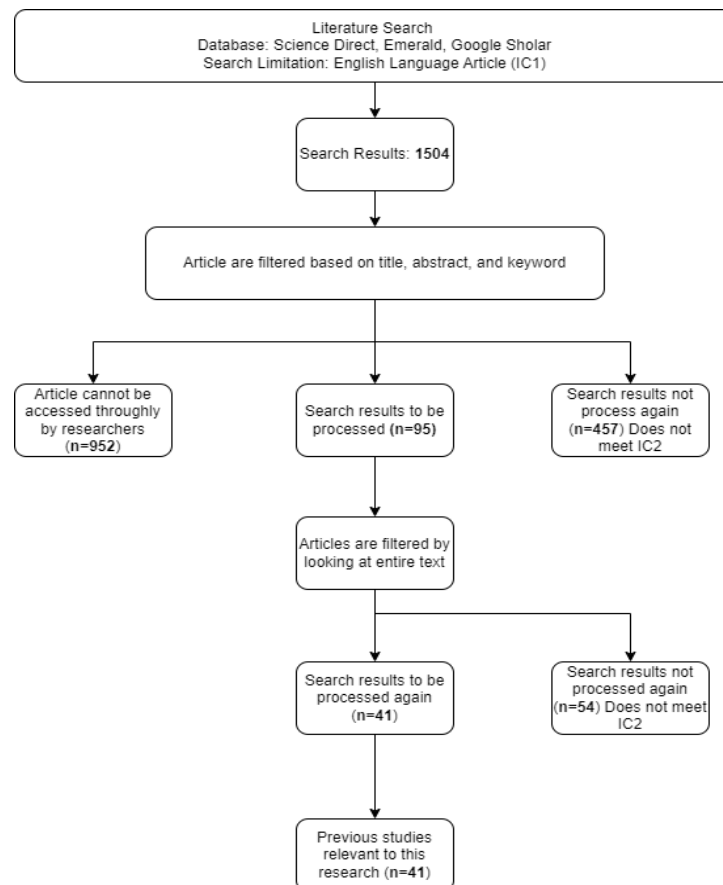 Literature Search
Database: Science Direct, Emerald, Google Sholar
Search Limitation: English Language Article (IC1)
Search Results: 1504
Article are filtered based on title, abstract, and keyword
Article cannot be
accessed throughly
by researchers
(n=952)
Search results to be
processed (n=95)
Search results not
process again
(n=457) Does not
meet IC2
Articles are filtered by
looking at entire text
Search results to be
processed again
(n=41)
Search results not
processed again
(n=54) Does not meet
IC2
Previous studies
relevant to this
research (n=41)